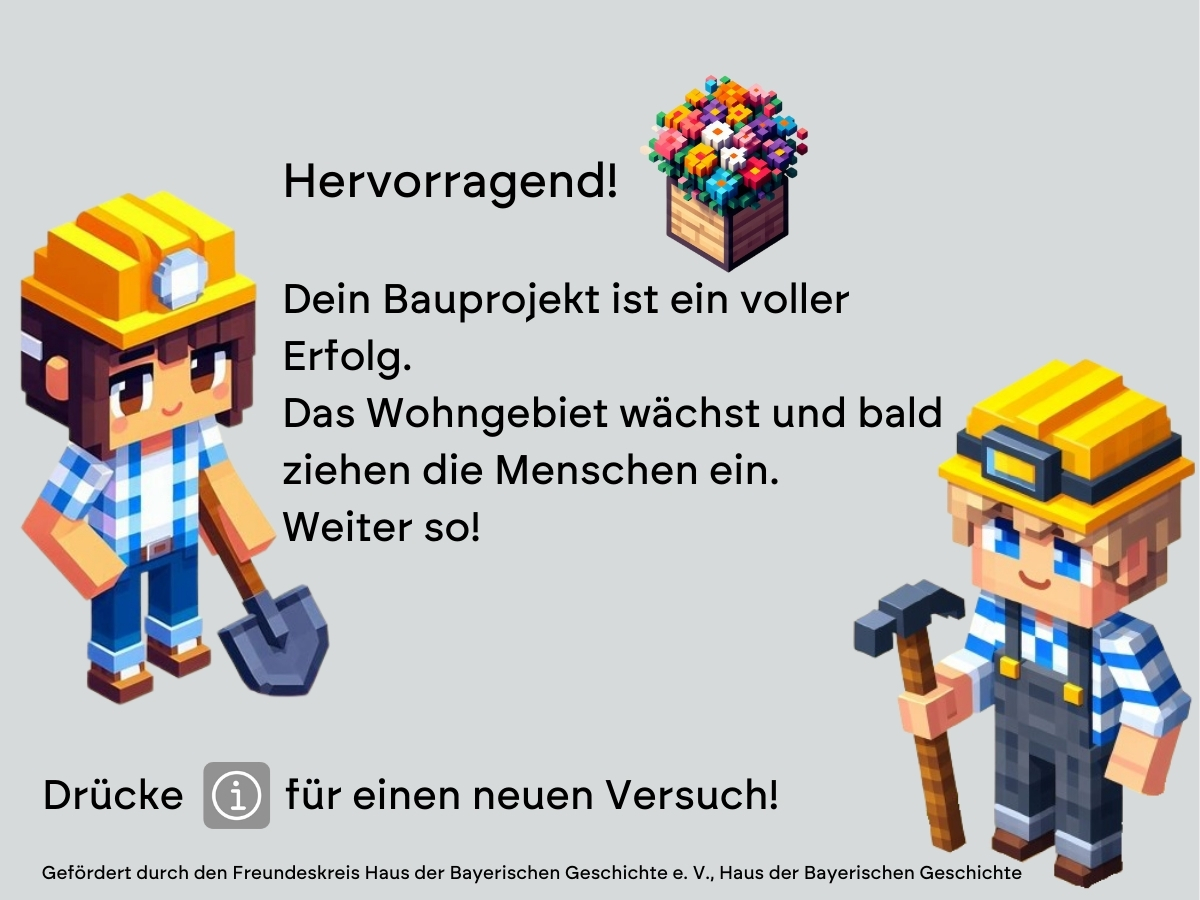 Hervorragend!
Dein Bauprojekt ist ein voller
Erfolg.
Das Wohngebiet wächst und bald
ziehen die Menschen ein.
Weiter so!
Drücke i für einen neuen Versuch!
Gefördert durch den Freundeskreis Haus der Bayerischen Geschichte e. V., Haus der Bayerischen Geschichte